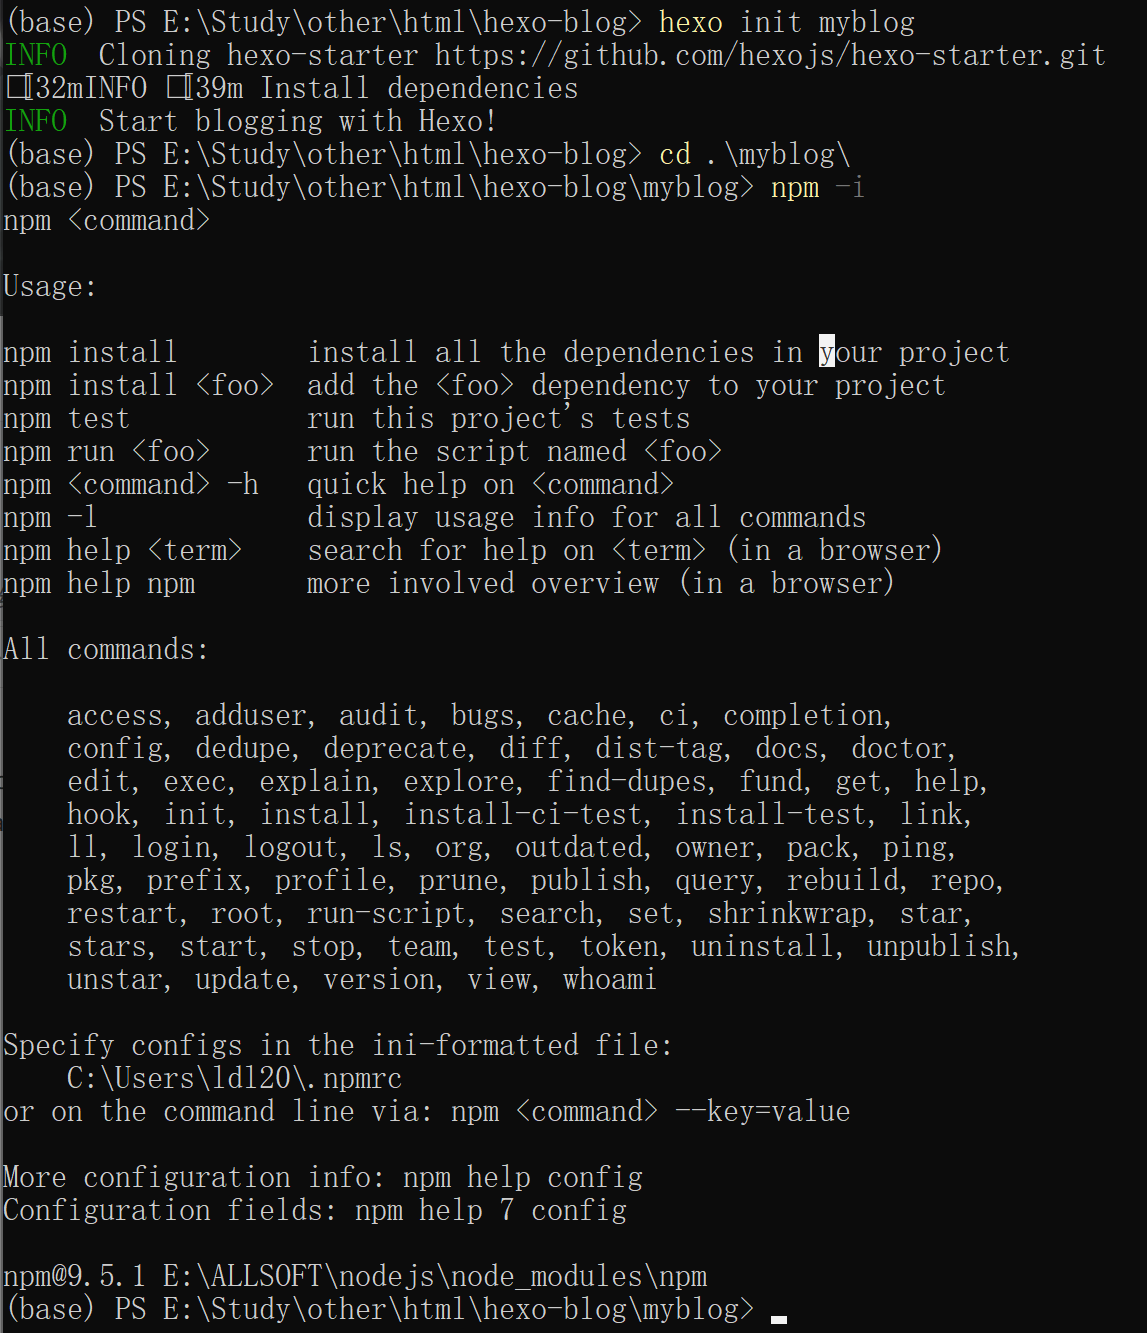 (base) PS E:\Study\other\html\hexo-blog> hexo init myblog
INFO  Cloning hexo-starter https://github.com/hexojs/hexo-starter.git
[32mINFO [39m Install dependencies
INFO  Start blogging with Hexo!
(base) PS E:\Study\other\html\hexo-blog> cd .\myblog\
(base) PS E:\Study\other\html\hexo-blog\myblog> npm -i
npm <command>
Usage:
npm install        install all the dependencies in your project
npm install <foo>  add the <foo> dependency to your project
npm test           run this project's tests
npm run <foo>      run the script named <foo>
npm <command> -h   quick help on <command>
npm -l             display usage info for all commands
npm help <term>    search for help on <term> (in a browser)
npm help npm       more involved overview (in a browser)
All commands:
    access, adduser, audit, bugs, cache, ci, completion,
    config, dedupe, deprecate, diff, dist-tag, docs, doctor,
    edit, exec, explain, explore, find-dupes, fund, get, help,
    hook, init, install, install-ci-test, install-test, link,
    ll, login, logout, ls, org, outdated, owner, pack, ping,
    pkg, prefix, profile, prune, publish, query, rebuild, repo,
    restart, root, run-script, search, set, shrinkwrap, star,
    stars, start, stop, team, test, token, uninstall, unpublish,
    unstar, update, version, view, whoami
Specify configs in the ini-formatted file:
    C:\Users\ldl20\.npmrc
or on the command line via: npm <command> --key=value
More configuration info: npm help config
Configuration fields: npm help 7 config
npm@9.5.1 E:\ALLSOFT\nodejs\node_modules\npm
(base) PS E:\Study\other\html\hexo-blog\myblog>